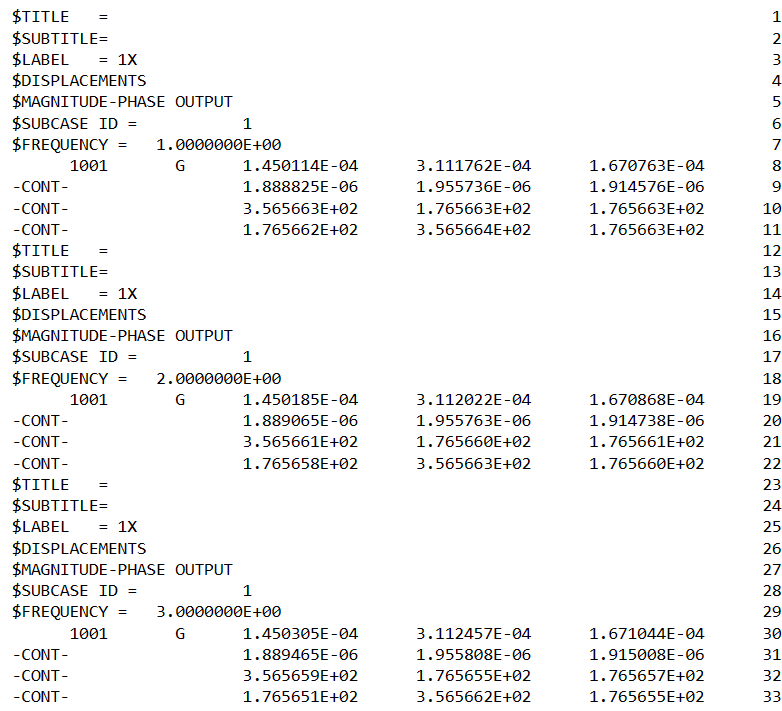 $TITLE   =                                                                     1
$SUBTITLE=                                                                     2
$LABEL   = 1X                                                                  3
$DISPLACEMENTS                                                                 4
$MAGNITUDE-PHASE OUTPUT                                                        5
$SUBCASE ID =           1                                                      6
$FREQUENCY =   1.0000000E+00                                                   7
      1001       G      1.450114E-04      3.111762E-04      1.670763E-04       8
-CONT-                  1.888825E-06      1.955736E-06      1.914576E-06       9
-CONT-                  3.565663E+02      1.765663E+02      1.765663E+02      10
-CONT-                  1.765662E+02      3.565664E+02      1.765663E+02      11
$TITLE   =                                                                    12
$SUBTITLE=                                                                    13
$LABEL   = 1X                                                                 14
$DISPLACEMENTS                                                                15
$MAGNITUDE-PHASE OUTPUT                                                       16
$SUBCASE ID =           1                                                     17
$FREQUENCY =   2.0000000E+00                                                  18
      1001       G      1.450185E-04      3.112022E-04      1.670868E-04      19
-CONT-                  1.889065E-06      1.955763E-06      1.914738E-06      20
-CONT-                  3.565661E+02      1.765660E+02      1.765661E+02      21
-CONT-                  1.765658E+02      3.565663E+02      1.765660E+02      22
$TITLE   =                                                                    23
$SUBTITLE=                                                                    24
$LABEL   = 1X                                                                 25
$DISPLACEMENTS                                                                26
$MAGNITUDE-PHASE OUTPUT                                                       27
$SUBCASE ID =           1                                                     28
$FREQUENCY =   3.0000000E+00                                                  29
      1001       G      1.450305E-04      3.112457E-04      1.671044E-04      30
-CONT-                  1.889465E-06      1.955808E-06      1.915008E-06      31
-CONT-                  3.565659E+02      1.765655E+02      1.765657E+02      32
-CONT-                  1.765651E+02      3.565662E+02      1.765655E+02      33